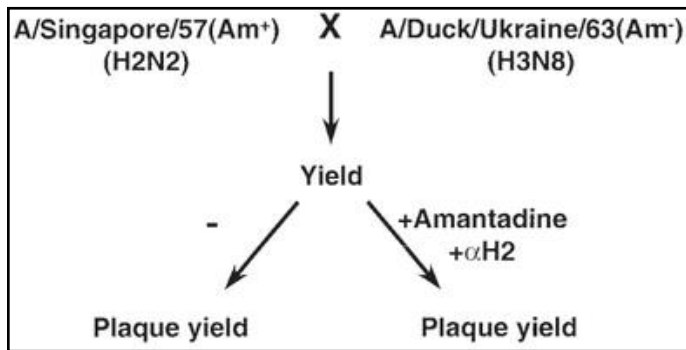 A/Singapore/57(Am⁺) X A/Duck/Ukraine/63(Am⁻)
(H2N2) (H3N8)
Yield
- +Amantadine
+αH2
Plaque yield Plaque yield